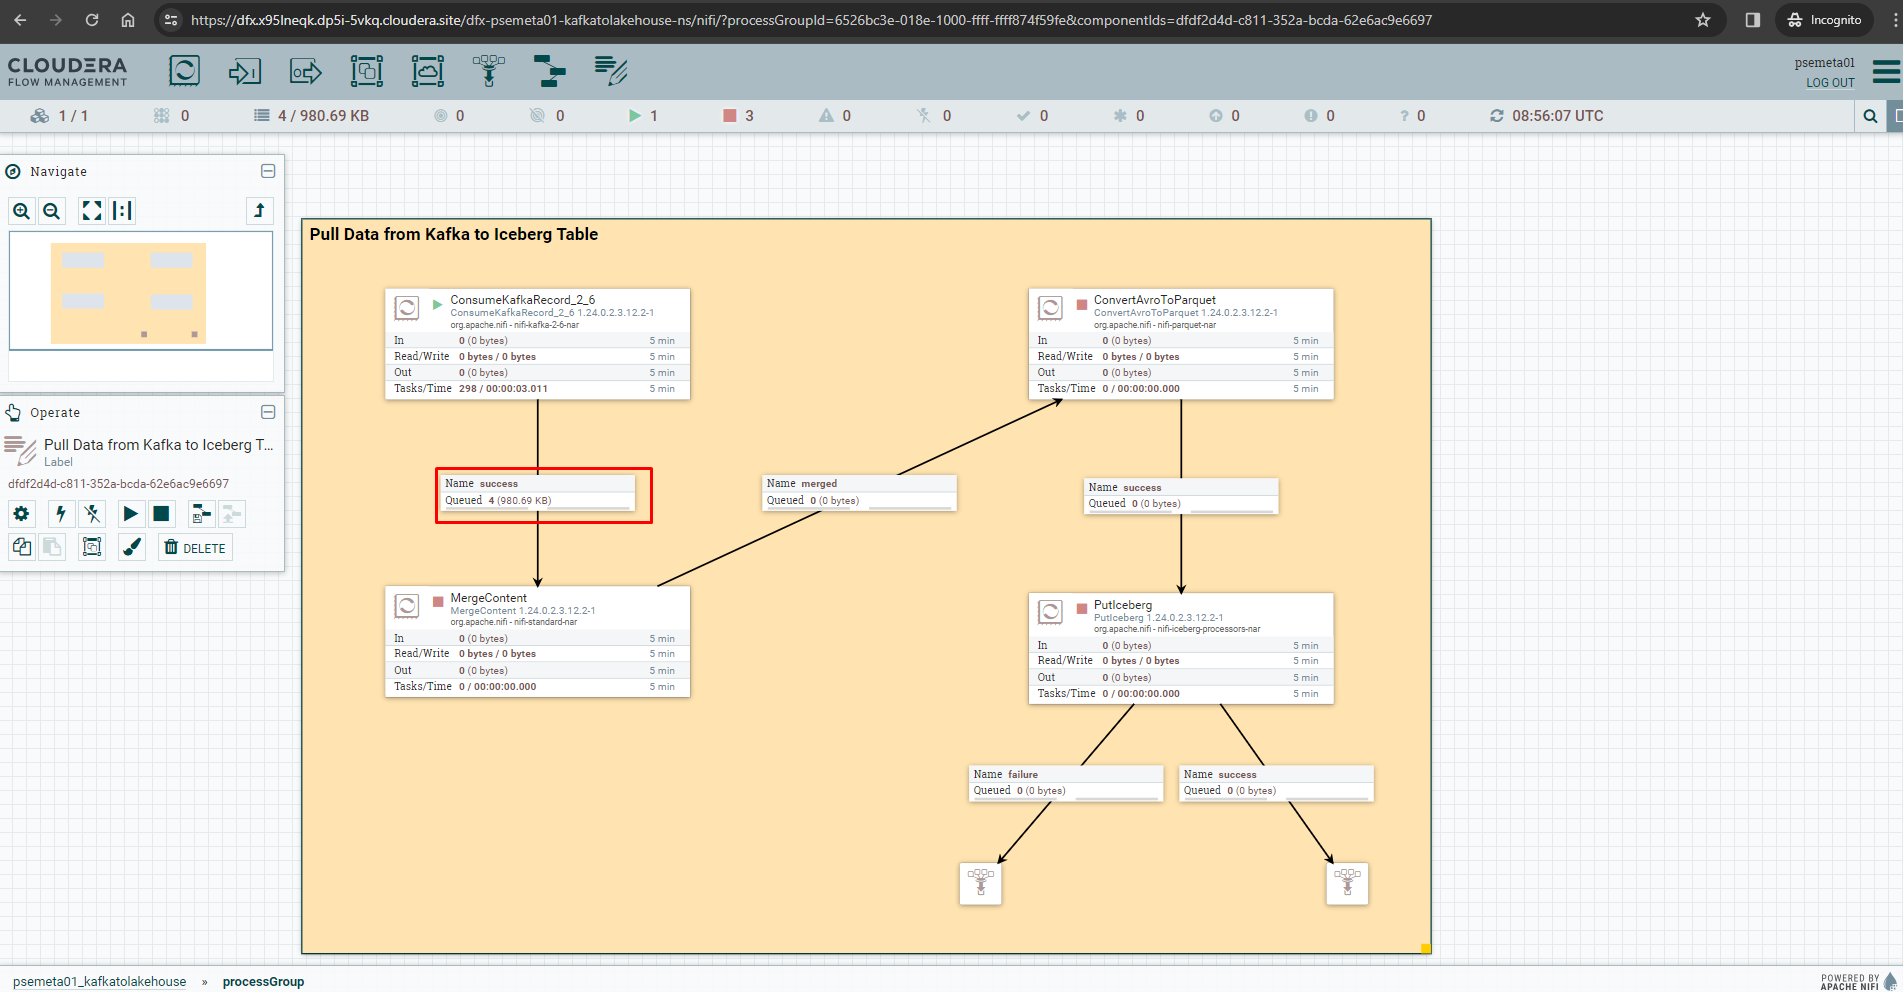 https://dfx.x95lneqk.dp5i-5vkq.cloudera.site/dfx-psemeta01-kafkatolakehouse-ns/nifi/?processGroupId=6526bc3e-018e-1000-ffff-ffff874f59fe&componentIds=dfdf2d4d-c811-352a-bcda-62e6ac9e6697
Incognito
CLOUDERA
FLOW MANAGEMENT
psemeta01
LOG OUT
1 / 1
0
4 / 980.69 KB
0
0
1
3
0
0
0
0
0
0
? 0
08:56:07 UTC
Navigate
Operate
Pull Data from Kafka to Iceberg T...
Label
dfdf2d4d-c811-352a-bcda-62e6ac9e6697
DELETE
Pull Data from Kafka to Iceberg Table
ConsumeKafkaRecord_2_6
ConsumeKafkaRecord_2_6 1.24.0.2.3.12.2-1
org.apache.nifi - nifi-kafka-2-6-nar
In 0 (0 bytes) 5 min
Read/Write 0 bytes / 0 bytes 5 min
Out 0 (0 bytes) 5 min
Tasks/Time 298 / 00:00:03.011 5 min
ConvertAvroToParquet
ConvertAvroToParquet 1.24.0.2.3.12.2-1
org.apache.nifi - nifi-parquet-nar
In 0 (0 bytes) 5 min
Read/Write 0 bytes / 0 bytes 5 min
Out 0 (0 bytes) 5 min
Tasks/Time 0 / 00:00:00.000 5 min
Name success
Queued 4 (980.69 KB)
Name merged
Queued 0 (0 bytes)
Name success
Queued 0 (0 bytes)
MergeContent
MergeContent 1.24.0.2.3.12.2-1
org.apache.nifi - nifi-standard-nar
In 0 (0 bytes) 5 min
Read/Write 0 bytes / 0 bytes 5 min
Out 0 (0 bytes) 5 min
Tasks/Time 0 / 00:00:00.000 5 min
PutIceberg
PutIceberg 1.24.0.2.3.12.2-1
org.apache.nifi - nifi-iceberg-processors-nar
In 0 (0 bytes) 5 min
Read/Write 0 bytes / 0 bytes 5 min
Out 0 (0 bytes) 5 min
Tasks/Time 0 / 00:00:00.000 5 min
Name failure
Queued 0 (0 bytes)
Name success
Queued 0 (0 bytes)
psemeta01_kafkatolakehouse » processGroup
POWERED BY
APACHE NIFI